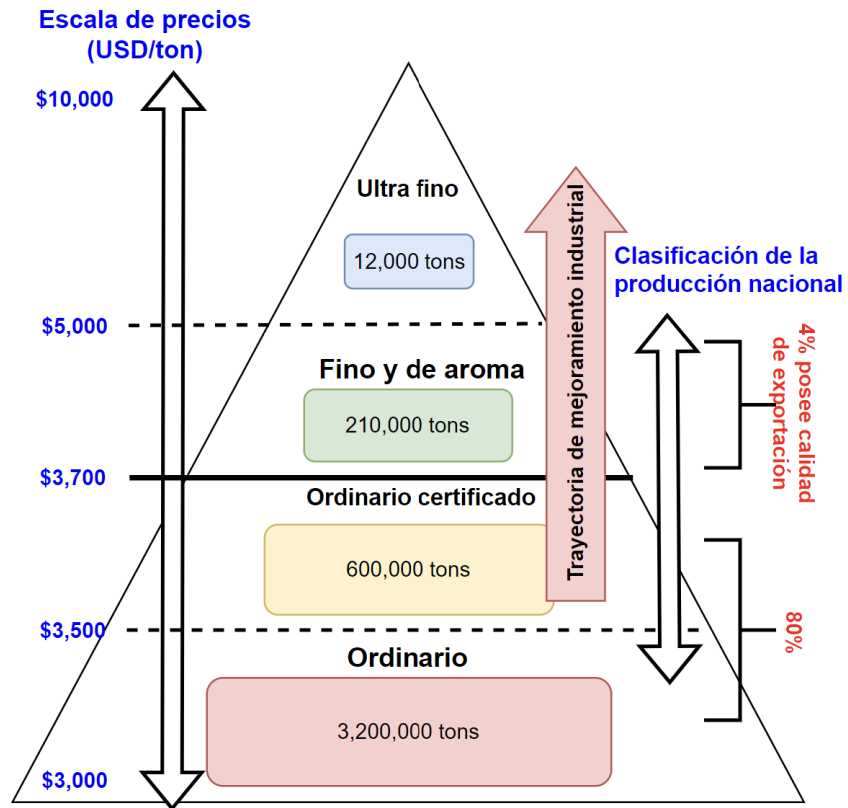 Escala de precios
(USD/ton)
$10,000
Ultra fino
12,000 tons
Trayectoria de mejoramiento industrial
Clasificación de la
producción nacional
$5,000
Fino y de aroma
210,000 tons
4% posee calidad
de exportación
$3,700
Ordinario certificado
600,000 tons
$3,500
80%
Ordinario
3,200,000 tons
$3,000